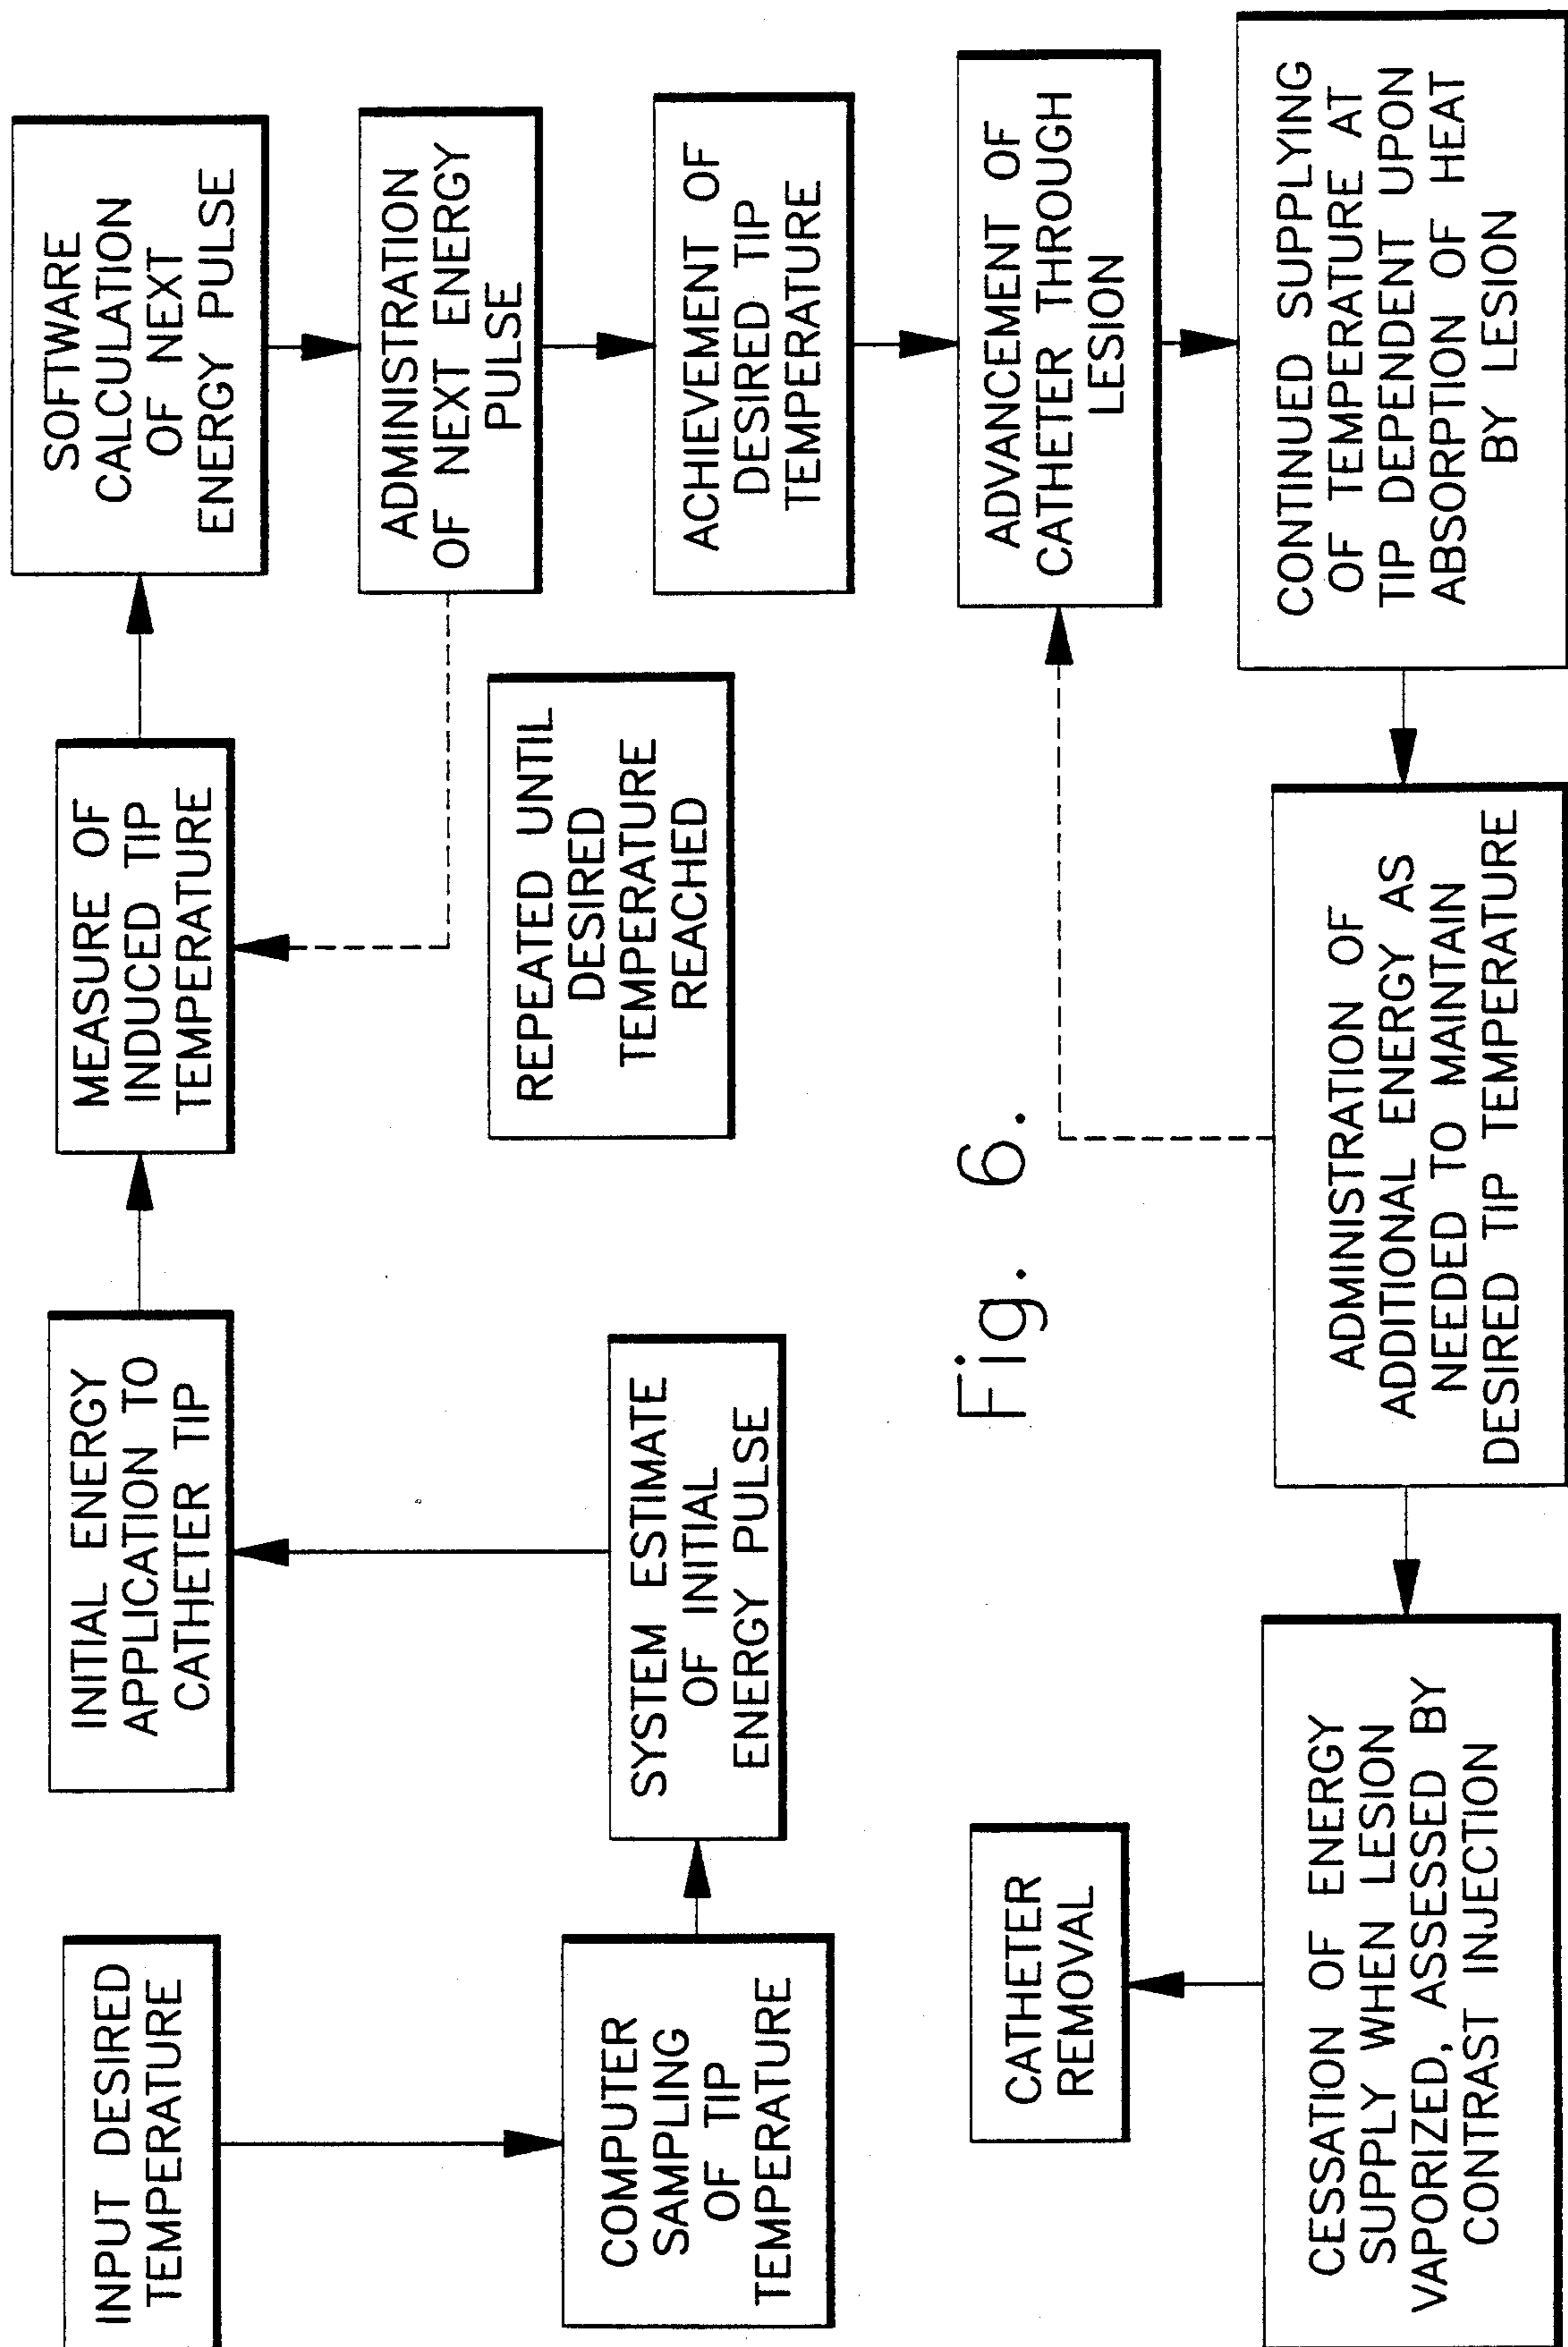 INPUT DESIRED
TEMPERATURE
COMPUTER
SAMPLING
OF TIP
TEMPERATURE
SYSTEM ESTIMATE
OF INITIAL
ENERGY PULSE
INITIAL ENERGY
APPLICATION TO
CATHETER TIP
MEASURE OF
INDUCED TIP
TEMPERATURE
SOFTWARE
CALCULATION
OF NEXT
ENERGY PULSE
ADMINISTRATION
OF NEXT ENERGY
PULSE
REPEATED UNTIL
DESIRED
TEMPERATURE
REACHED
ACHIEVEMENT OF
DESIRED TIP
TEMPERATURE
ADVANCEMENT OF
CATHETER THROUGH
LESION
CONTINUED SUPPLYING
OF TEMPERATURE AT
TIP DEPENDENT UPON
ABSORPTION OF HEAT
BY LESION
ADMINISTRATION OF
ADDITIONAL ENERGY AS
NEEDED TO MAINTAIN
DESIRED TIP TEMPERATURE
CESSATION OF ENERGY
SUPPLY WHEN LESION
VAPORIZED, ASSESSED BY
CONTRAST INJECTION
CATHETER
REMOVAL
Fig. 6.